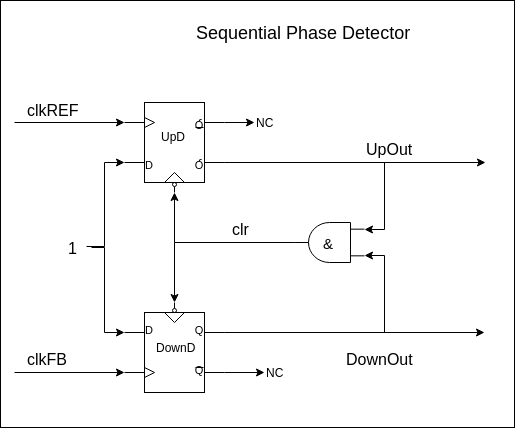 Sequential Phase Detector
clkREF
UpD
Q̅
NC
D
Q
UpOut
1
clr
&
D
Q
DownD
clkFB
Q̅
NC
DownOut